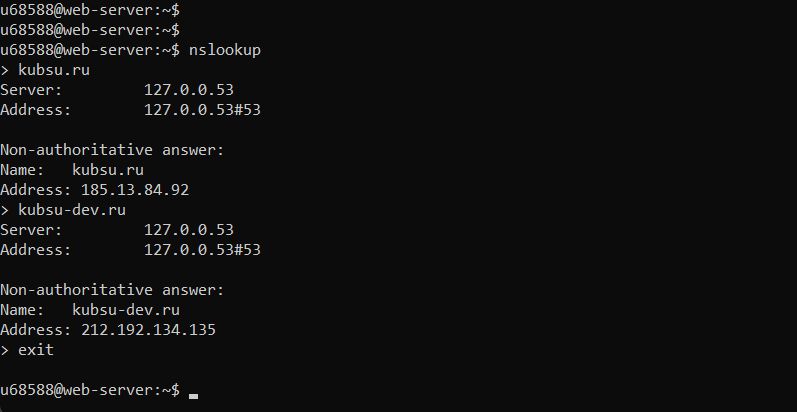 u68588@web-server:~$
u68588@web-server:~$
u68588@web-server:~$ nslookup
> kubsu.ru
Server:         127.0.0.53
Address:        127.0.0.53#53

Non-authoritative answer:
Name:   kubsu.ru
Address: 185.13.84.92
> kubsu-dev.ru
Server:         127.0.0.53
Address:        127.0.0.53#53

Non-authoritative answer:
Name:   kubsu-dev.ru
Address: 212.192.134.135
> exit

u68588@web-server:~$